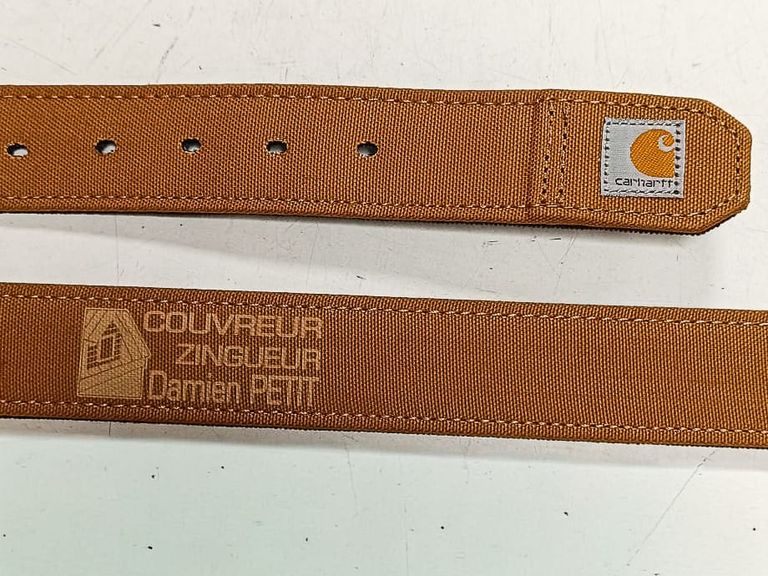 carhartt
COUVREUR
ZINGUEUR
Damien PETIT